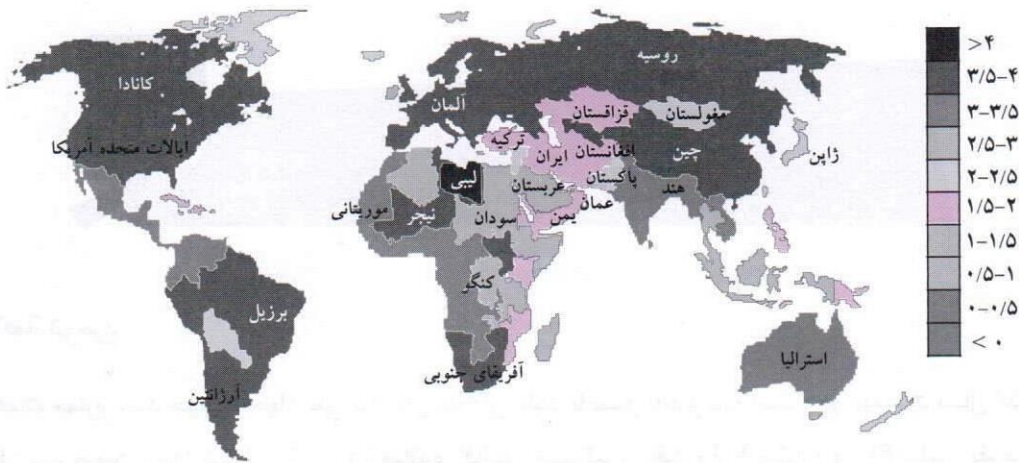 روسیه
کانادا
آلمان
ایالات متحده آمریکا
قزاقستان
مغولستان
ترکیه
ایران
افغانستان
چین
ژاپن
لیبی
عربستان
پاکستان
هند
موریتانی
نیجر
سودان
یمن
عمان
کنگو
برزیل
استرالیا
آفریقای جنوبی
آرژانتین
>۴
۳/۵-۴
۳-۳/۵
۲/۵-۳
۲-۲/۵
۱/۵-۲
۱-۱/۵
۰/۵-۱
۰-۰/۵
< ۰